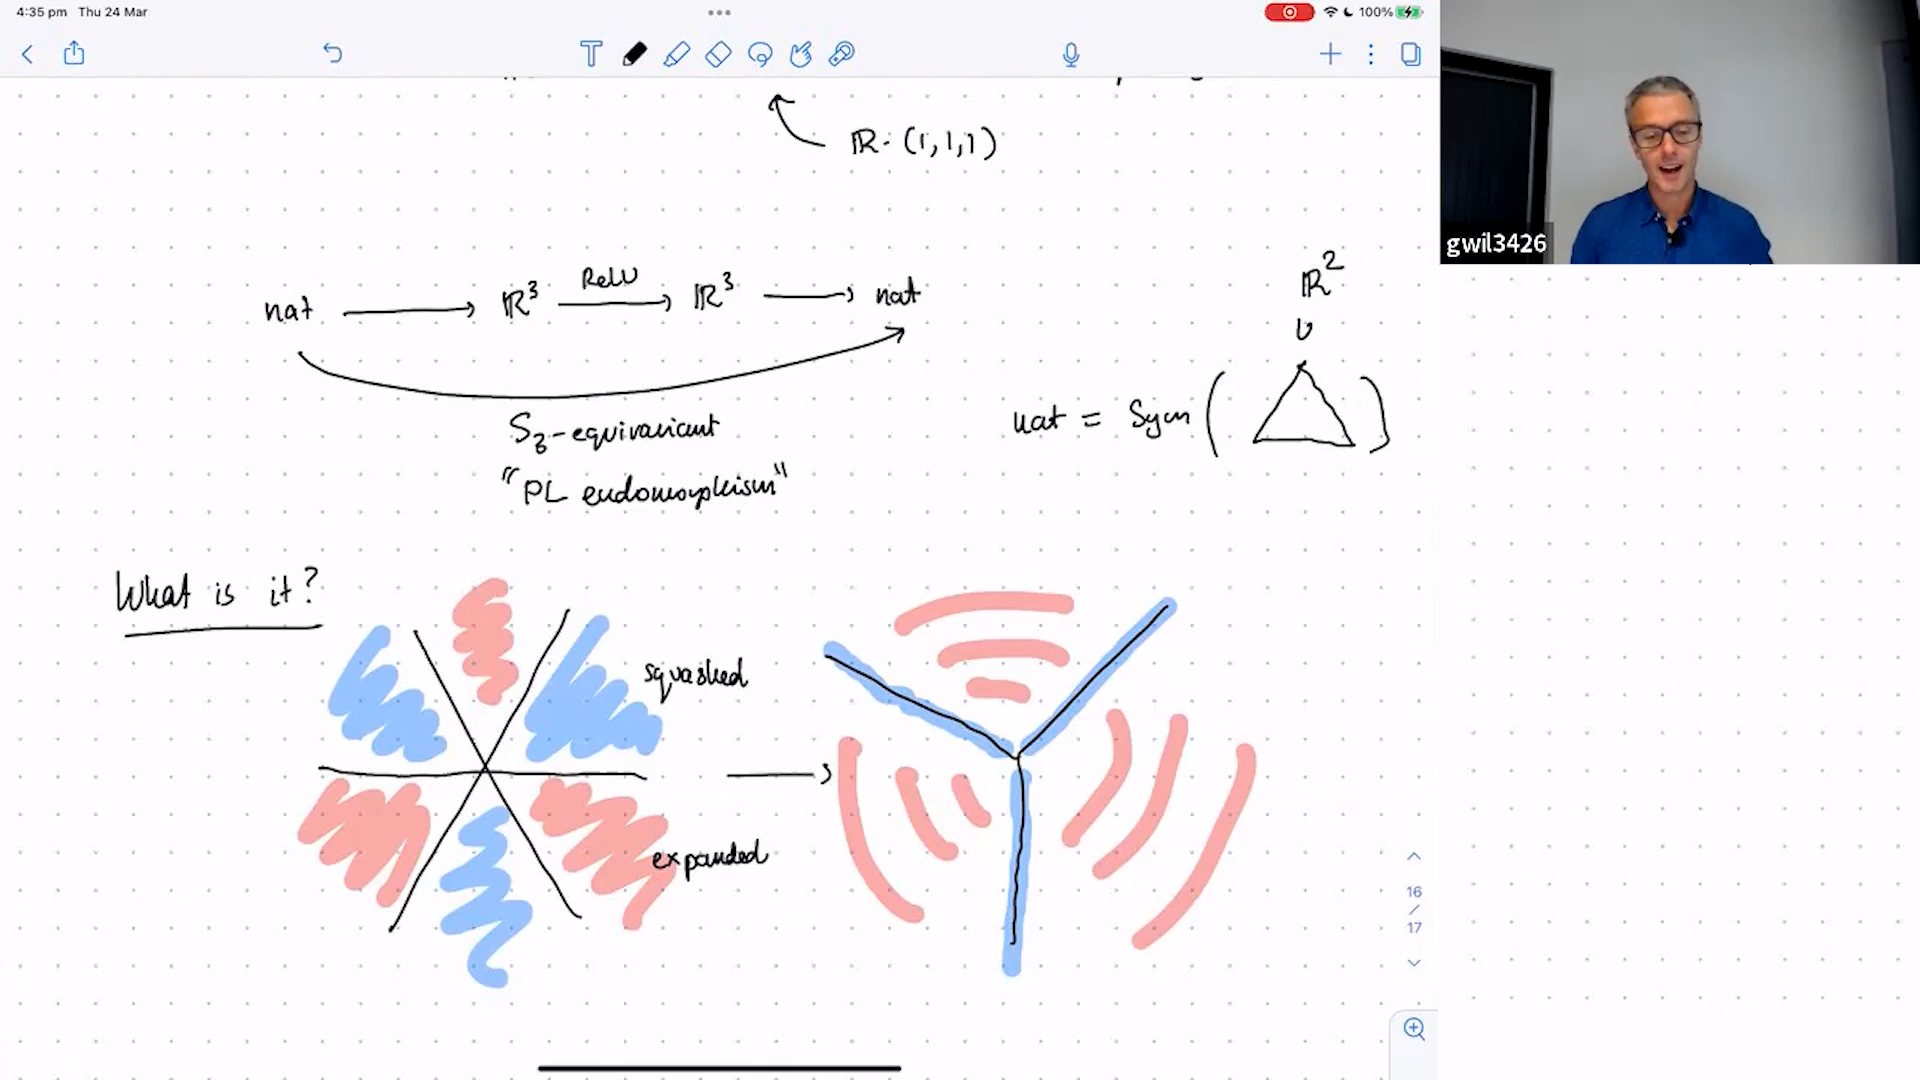 4:35 pm Thu 24 Mar
100%
gwil3426
ℝ·(1,1,1)
nat → ℝ³ ReLU → ℝ³ → nat
S₃-equivariant
"PL endomorphism"
ℝ²
∪
nat = Sym ( )
What is it?
squashed
expanded
16
/
17